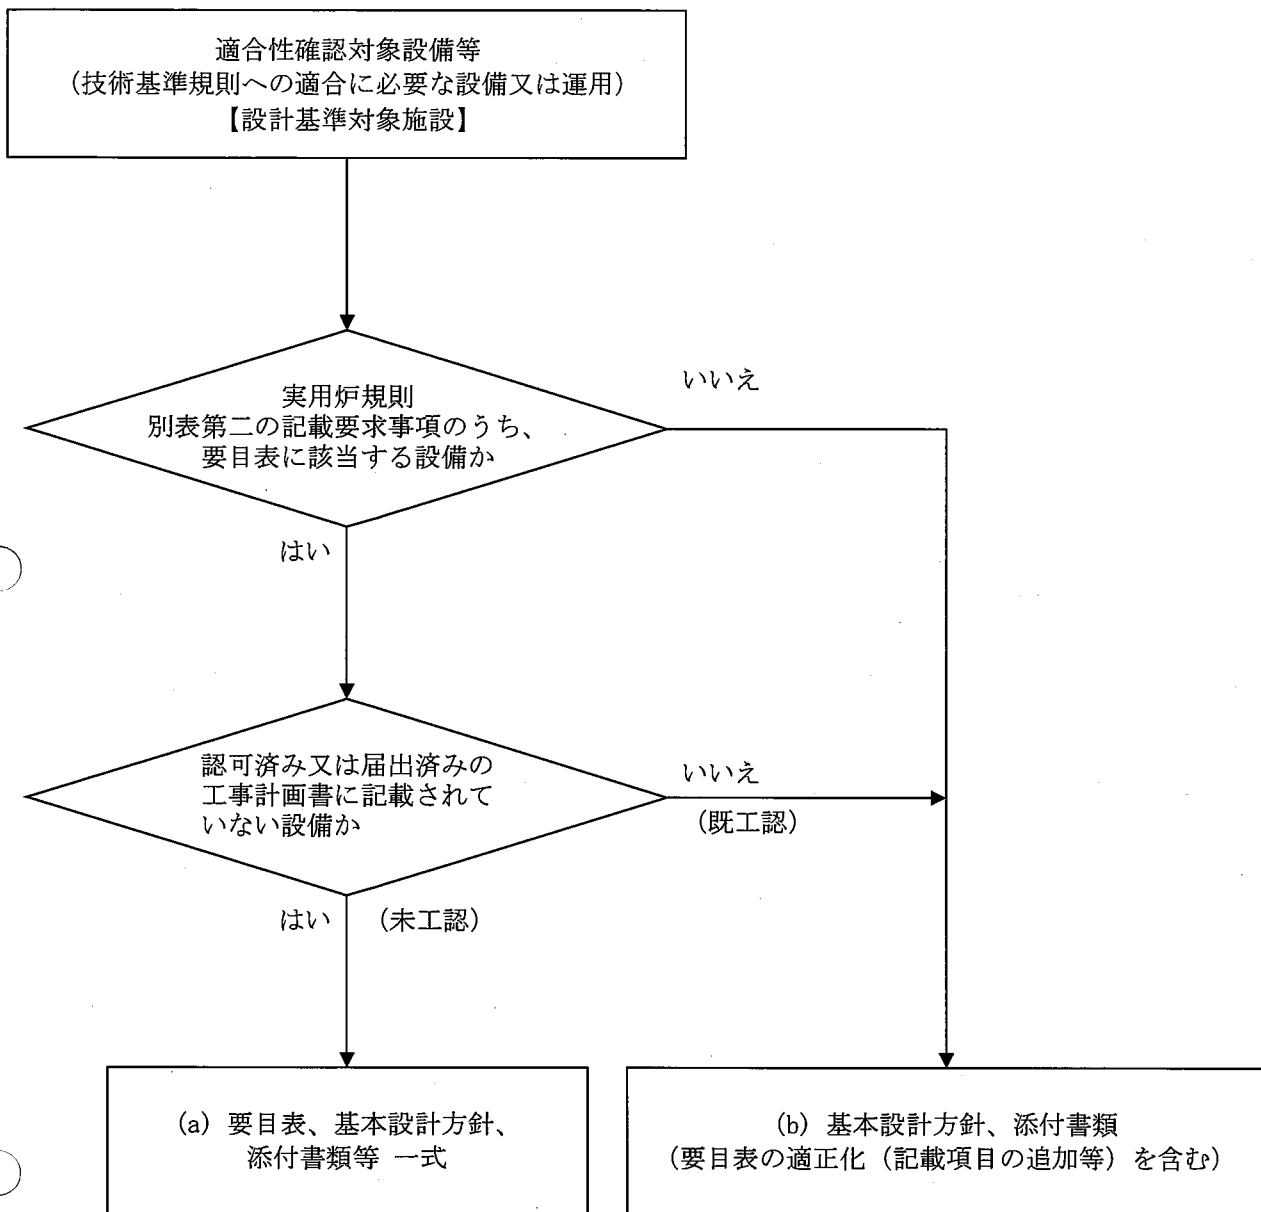 適合性確認対象設備等
（技術基準規則への適合に必要な設備又は運用）
【設計基準対象施設】
実用炉規則
別表第二の記載要求事項のうち、
要目表に該当する設備か
いいえ
はい
認可済み又は届出済みの
工事計画書に記載されて
いない設備か
いいえ
（既工認）
はい （未工認）
(a) 要目表、基本設計方針、
添付書類等 一式
(b) 基本設計方針、添付書類
（要目表の適正化（記載項目の追加等）を含む）